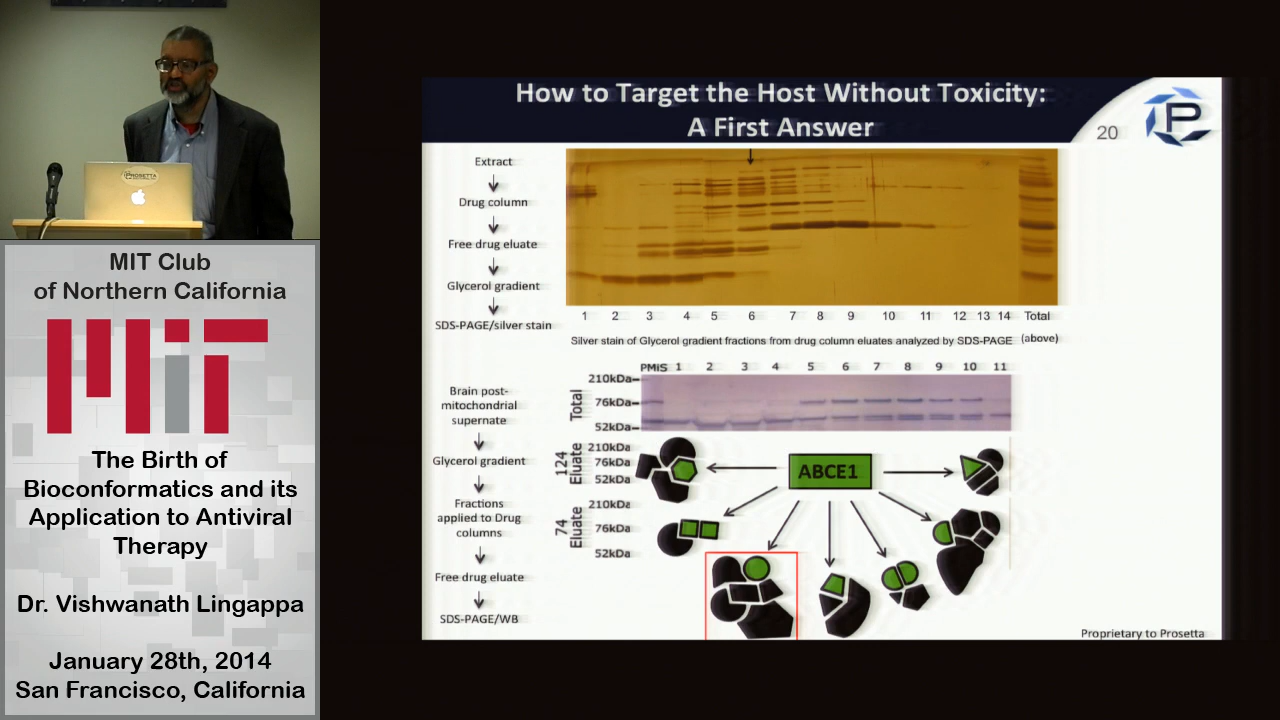 PROSETTA
MIT Club
of Northern California
MIT
The Birth of
Bioconformatics and its
Application to Antiviral
Therapy
Dr. Vishwanath Lingappa
January 28th, 2014
San Francisco, California
How to Target the Host Without Toxicity:
A First Answer
20
P
Extract
Drug column
Free drug eluate
Glycerol gradient
SDS-PAGE/silver stain
1 2 3 4 5 6 7 8 9 10 11 12 13 14 Total
Silver stain of Glycerol gradient fractions from drug column eluates analyzed by SDS-PAGE (above)
Brain post-
mitochondrial
supernate
Glycerol gradient
Fractions
applied to Drug
columns
Free drug eluate
SDS-PAGE/WB
PMiS 1 2 3 4 5 6 7 8 9 10 11
Total
210kDa
76kDa
52kDa
124
Eluate
210kDa
76kDa
52kDa
74
Eluate
210kDa
76kDa
52kDa
ABCE1
Proprietary to Prosetta